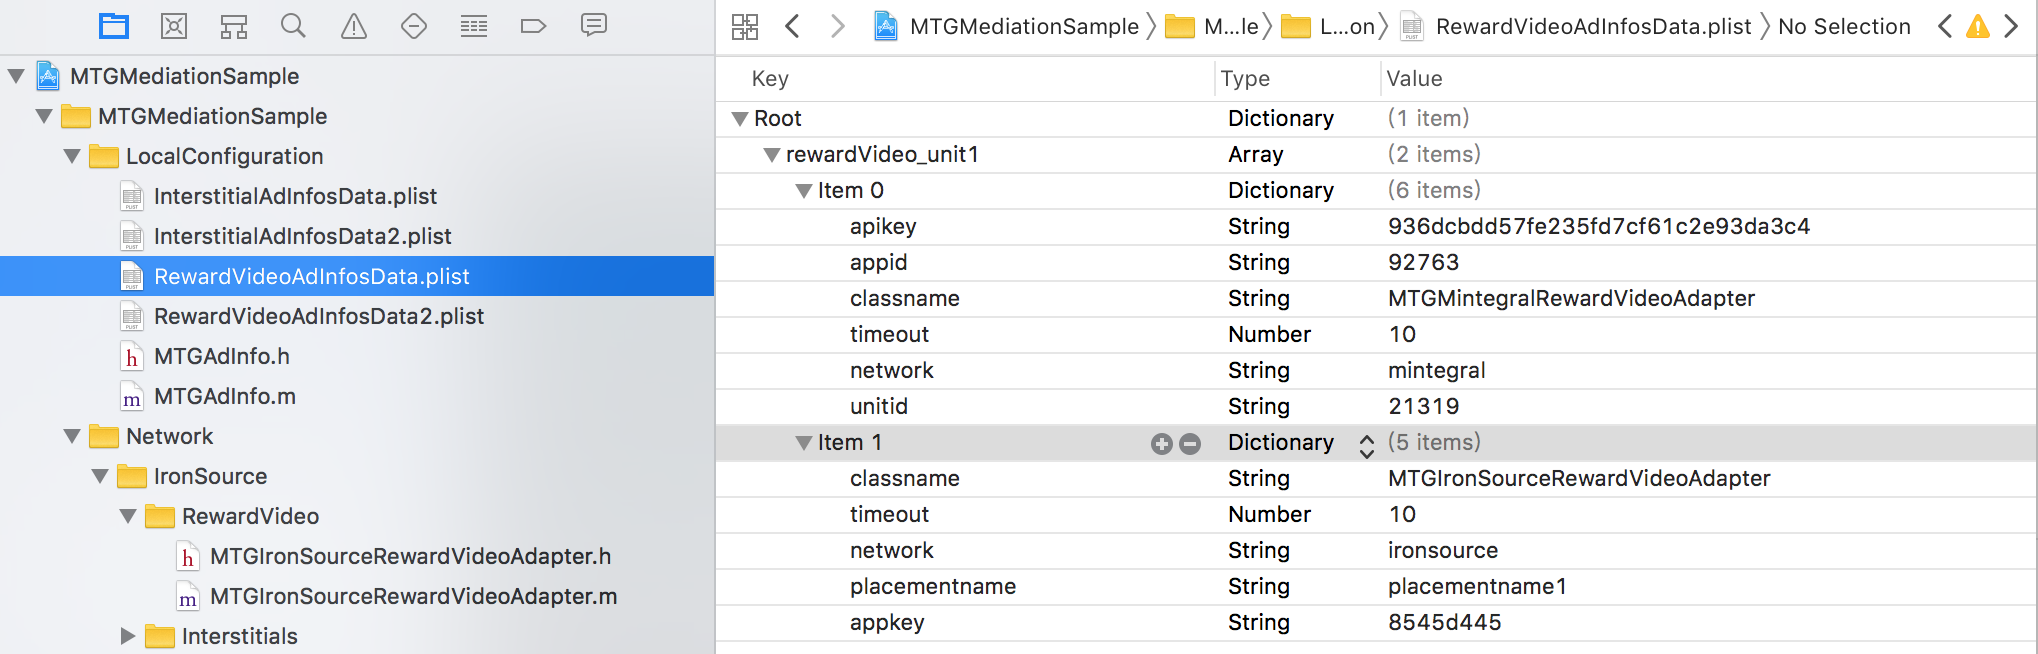 MTGMediationSample
MTGMediationSample
LocalConfiguration
InterstitialAdInfosData.plist
InterstitialAdInfosData2.plist
RewardVideoAdInfosData.plist
RewardVideoAdInfosData2.plist
h MTGAdInfo.h
m MTGAdInfo.m
Network
IronSource
RewardVideo
h MTGIronSourceRewardVideoAdapter.h
m MTGIronSourceRewardVideoAdapter.m
Interstitials
MTGMediationSample M...le L...on RewardVideoAdInfosData.plist No Selection
Key Type Value
Root Dictionary (1 item)
rewardVideo_unit1 Array (2 items)
Item 0 Dictionary (6 items)
apikey String 936dcbdd57fe235fd7cf61c2e93da3c4
appid String 92763
classname String MTGMintegralRewardVideoAdapter
timeout Number 10
network String mintegral
unitid String 21319
Item 1 Dictionary (5 items)
classname String MTGIronSourceRewardVideoAdapter
timeout Number 10
network String ironsource
placementname String placementname1
appkey String 8545d445